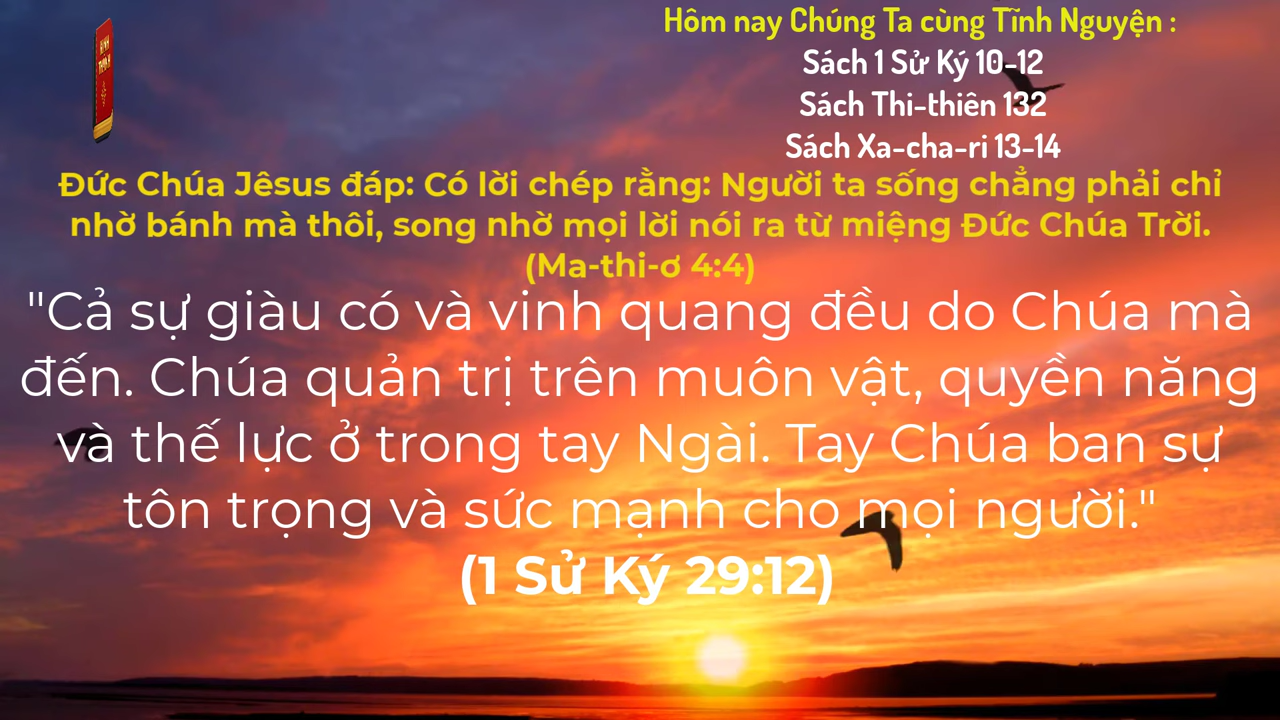 Hôm nay Chúng Ta cùng Tĩnh Nguyện :
Sách 1 Sử Ký 10-12
Sách Thi-thiên 132
Sách Xa-cha-ri 13-14
KINH
THÁNH
Đức Chúa Jêsus đáp: Có lời chép rằng: Người ta sống chẳng phải chỉ
nhờ bánh mà thôi, song nhờ mọi lời nói ra từ miệng Đức Chúa Trời.
(Ma-thi-ơ 4:4)
"Cả sự giàu có và vinh quang đều do Chúa mà
đến. Chúa quản trị trên muôn vật, quyền năng
và thế lực ở trong tay Ngài. Tay Chúa ban sự
tôn trọng và sức mạnh cho mọi người."
(1 Sử Ký 29:12)